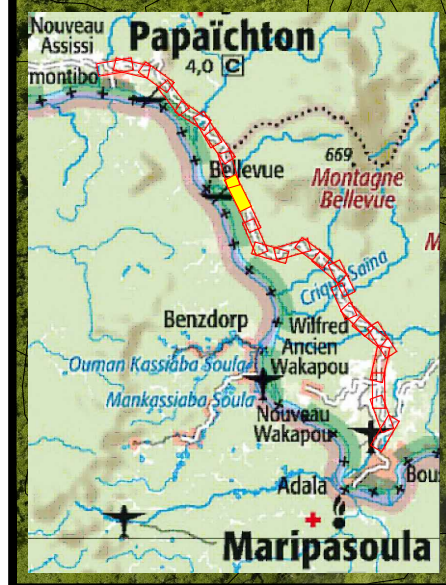 Nouveau
Assissi
Papaïchton
montibo
4,0 C
Bellevue
669
Montagne
Bellevue
M
Crique Saïna
Benzdorp
Wilfred
Ancien
Wakapou
Ouman Kassiaba Soula
Mankassiaba Soula
Nouveau
Wakapou
Adala
Bou
Maripasoula